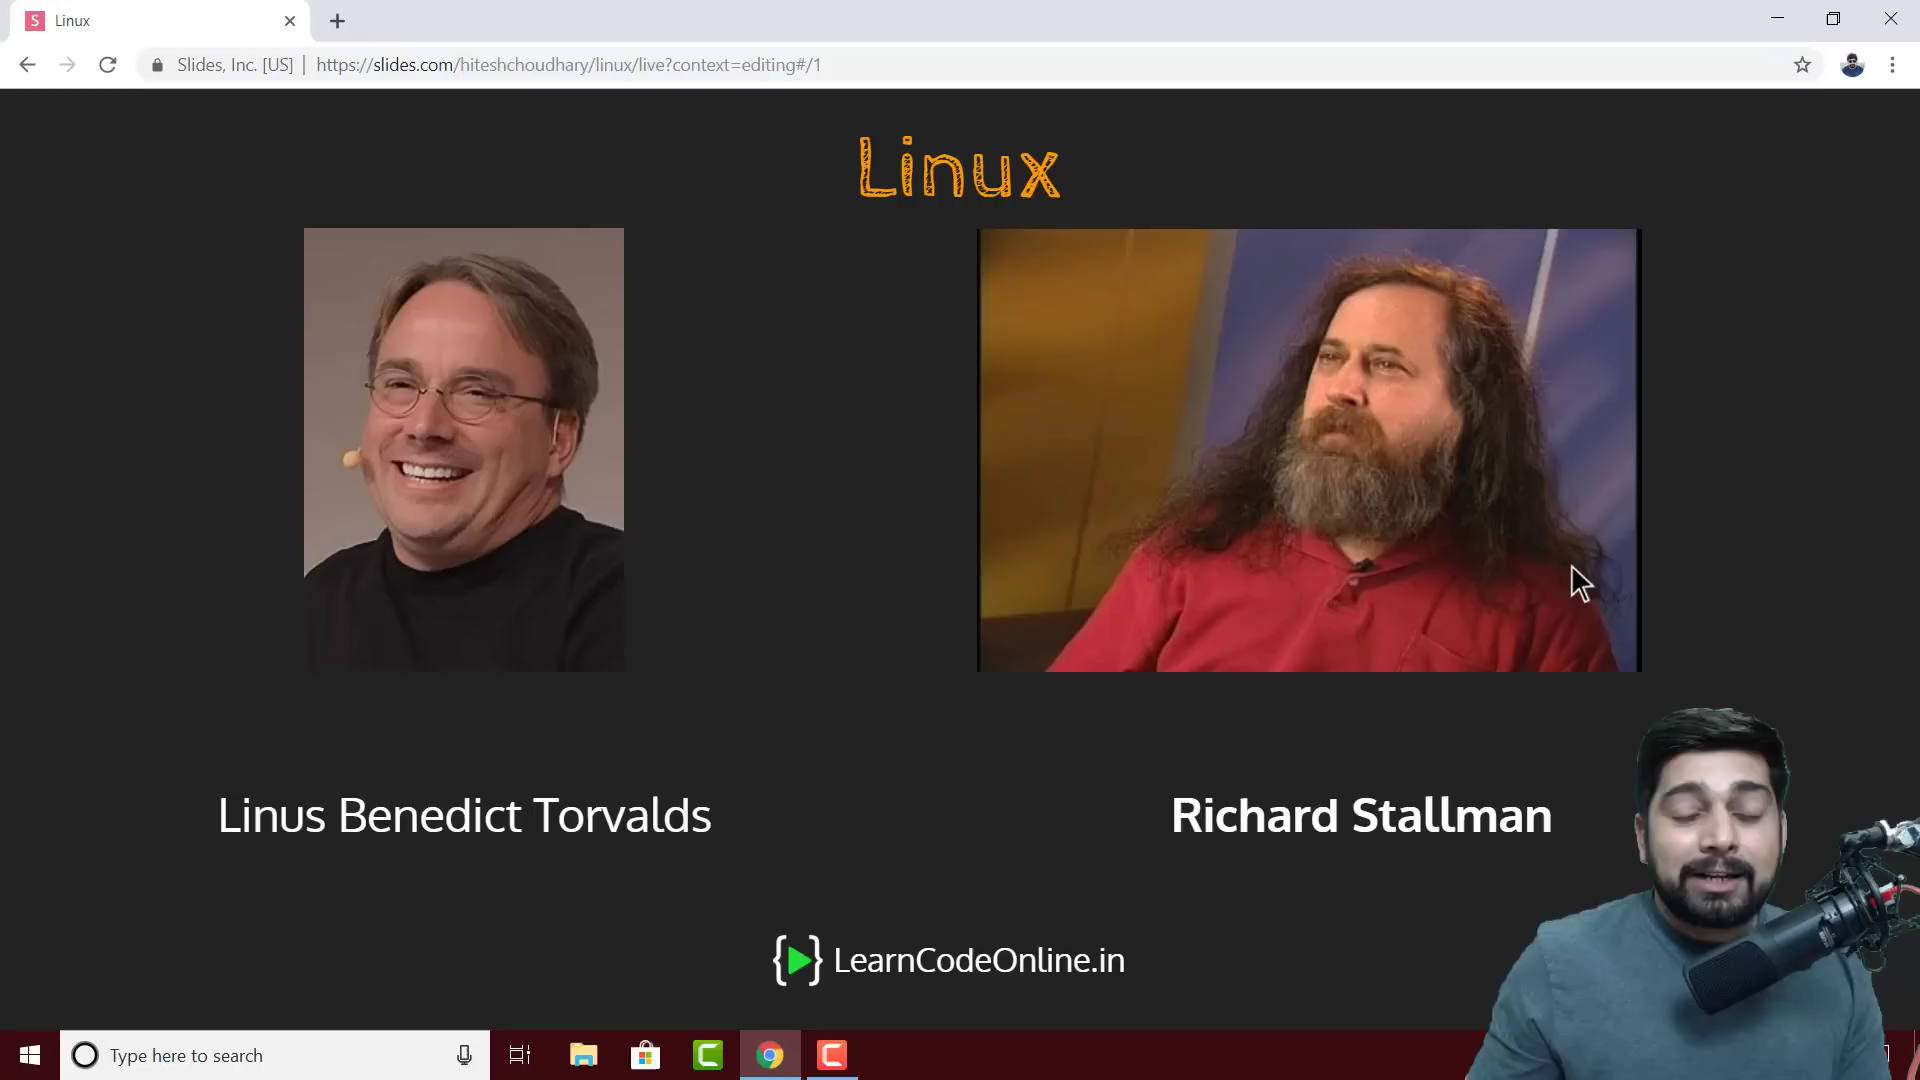 Linux
Slides, Inc. [US] | https://slides.com/hiteshchoudhary/linux/live?context=editing#/1
Linux
Linus Benedict Torvalds
Richard Stallman
LearnCodeOnline.in
Type here to search